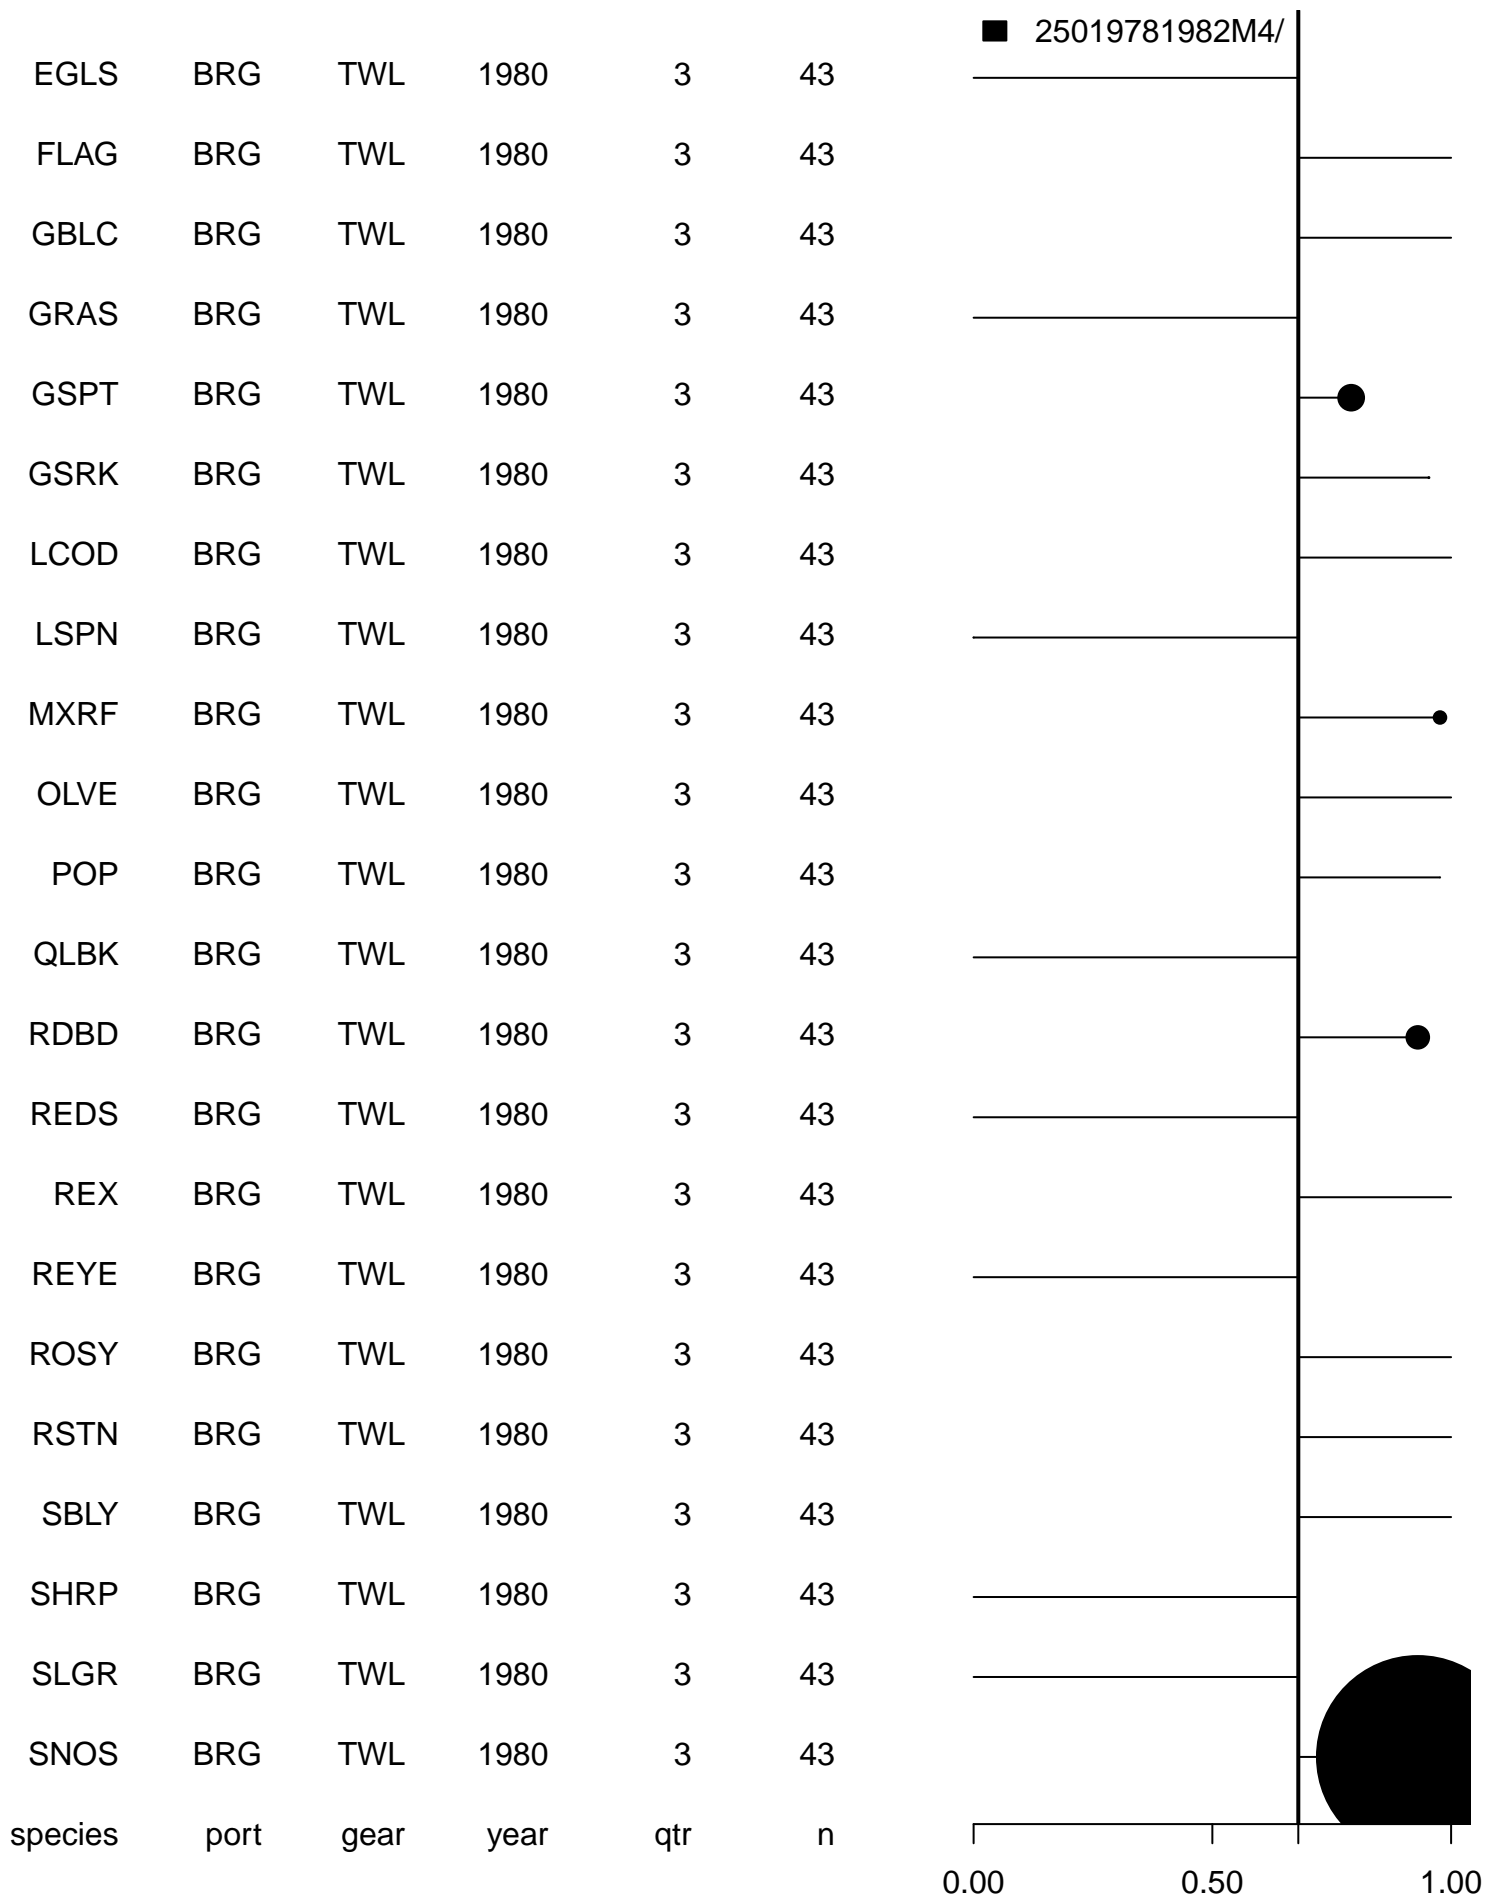 25019781982M4/
EGLS BRG TWL 1980 3 43
FLAG BRG TWL 1980 3 43
GBLC BRG TWL 1980 3 43
GRAS BRG TWL 1980 3 43
GSPT BRG TWL 1980 3 43
GSRK BRG TWL 1980 3 43
LCOD BRG TWL 1980 3 43
LSPN BRG TWL 1980 3 43
MXRF BRG TWL 1980 3 43
OLVE BRG TWL 1980 3 43
POP BRG TWL 1980 3 43
QLBK BRG TWL 1980 3 43
RDBD BRG TWL 1980 3 43
REDS BRG TWL 1980 3 43
REX BRG TWL 1980 3 43
REYE BRG TWL 1980 3 43
ROSY BRG TWL 1980 3 43
RSTN BRG TWL 1980 3 43
SBLY BRG TWL 1980 3 43
SHRP BRG TWL 1980 3 43
SLGR BRG TWL 1980 3 43
SNOS BRG TWL 1980 3 43
species port gear year qtr n
0.00 0.50 1.00